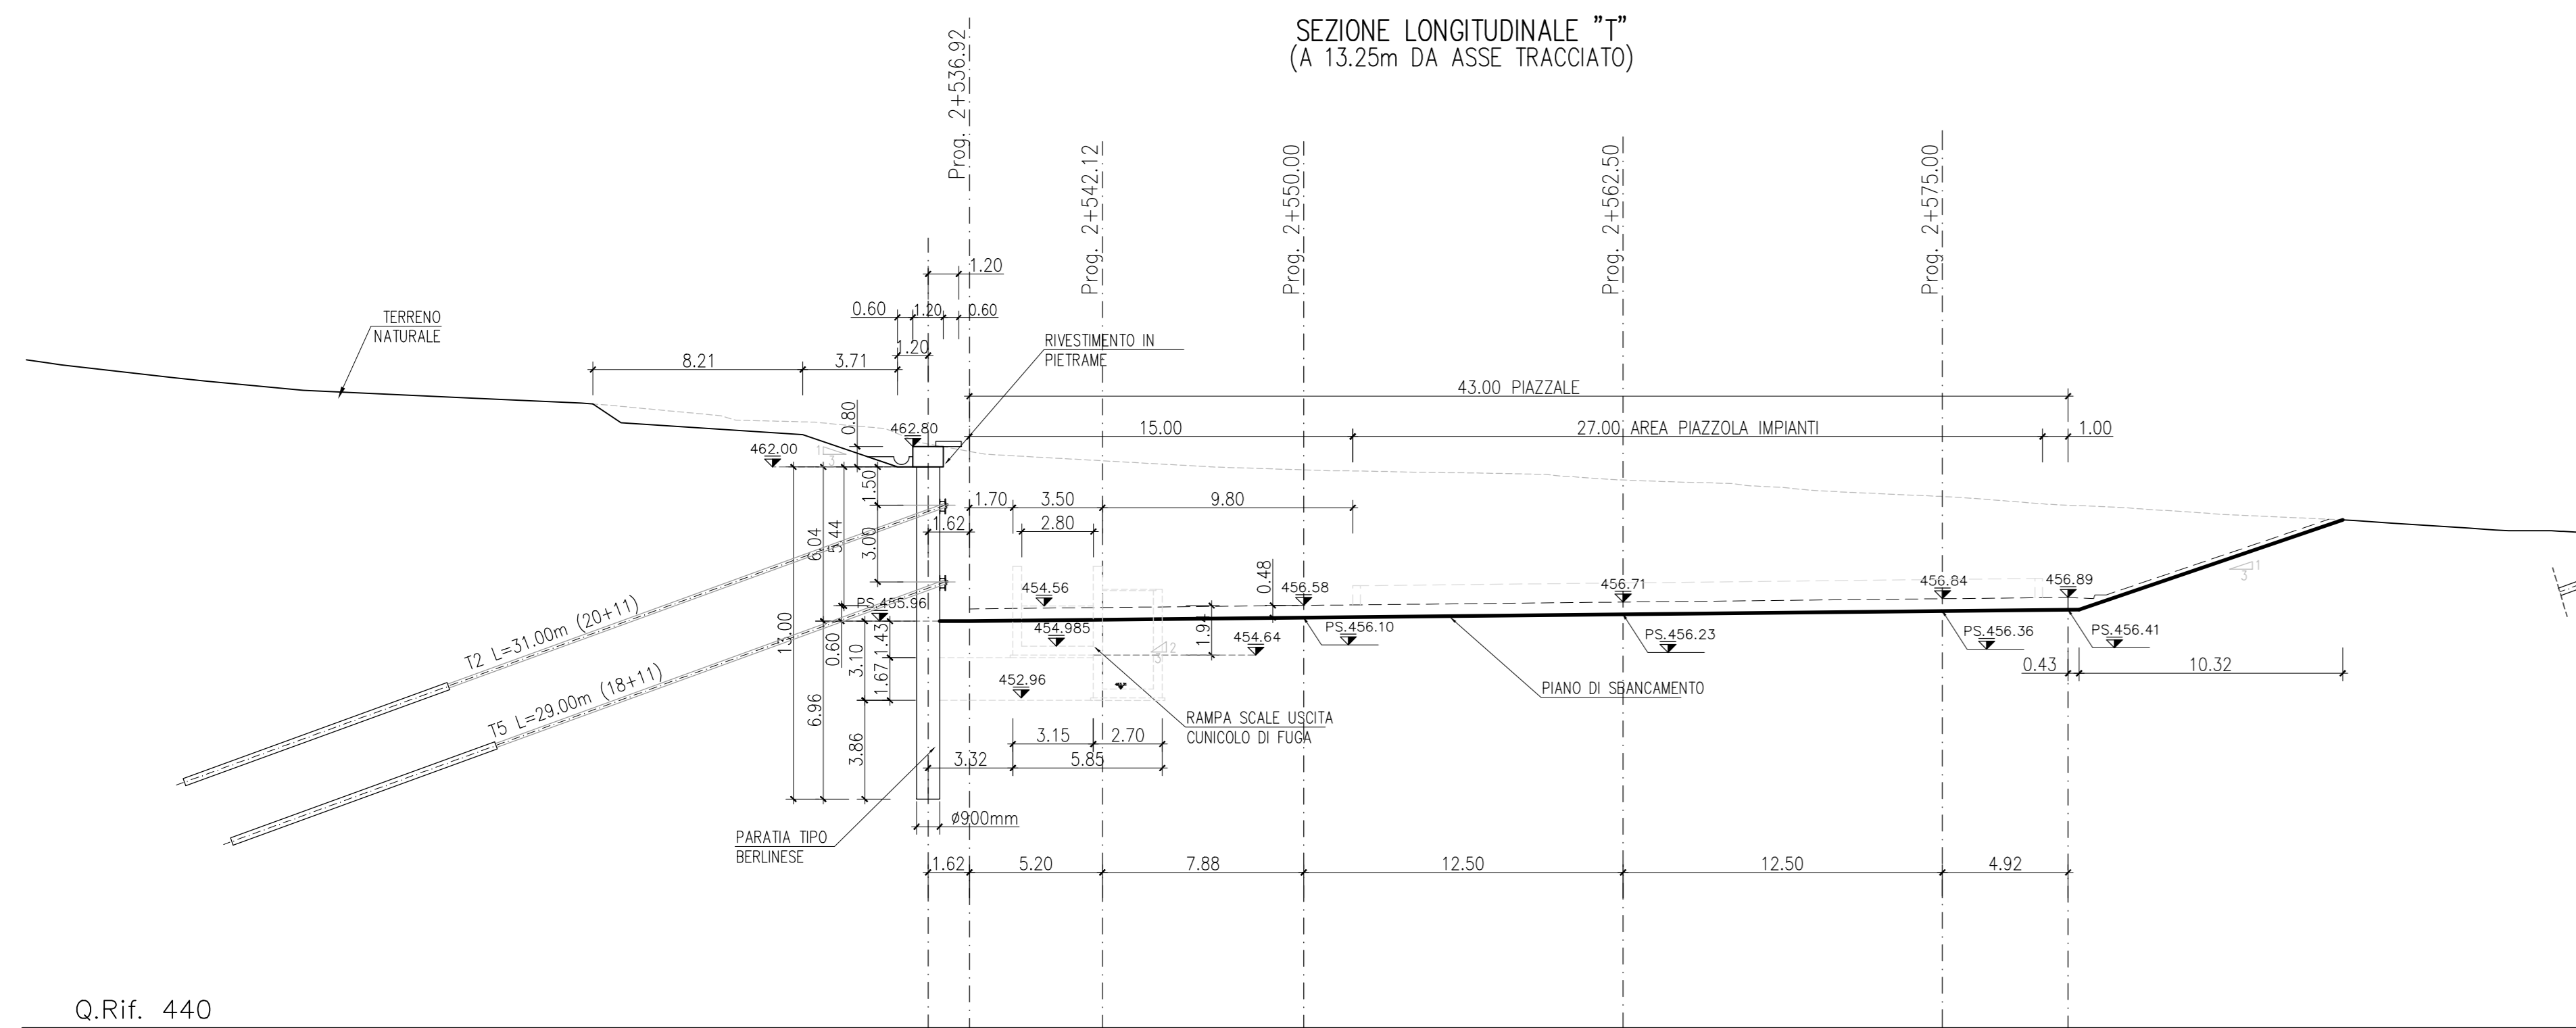 SEZIONE LONGITUDINALE "T"
(A 13.25m DA ASSE TRACCIATO)
Prog. 2+536.92
Prog. 2+542.12
Prog. 2+550.00
Prog. 2+562.50
Prog. 2+575.00
1.20
0.60
1.20
0.60
1.20
TERRENO
NATURALE
RIVESTIMENTO IN
PIETRAME
8.21
3.71
43.00 PIAZZALE
0.80
462.80
15.00
27.00 AREA PIAZZOLA IMPIANTI
1.00
462.00
1
3
1.50
1.70
3.50
9.80
1.62
2.80
6.04
5.44
3.00
0.48
454.56
456.58
456.71
456.84
456.89
1
3
PS.455.96
13.00
0.60
1.43
454.985
1.94
454.64
2
3
PS.456.10
PS.456.23
PS.456.36
PS.456.41
T2 L=31.00m (20+11)
3.10
1.67
452.96
0.43
10.32
PIANO DI SBANCAMENTO
T5 L=29.00m (18+11)
6.96
3.86
RAMPA SCALE USCITA
CUNICOLO DI FUGA
3.15
2.70
3.32
5.85
Ø900mm
PARATIA TIPO
BERLINESE
1.62
5.20
7.88
12.50
12.50
4.92
Q.Rif. 440